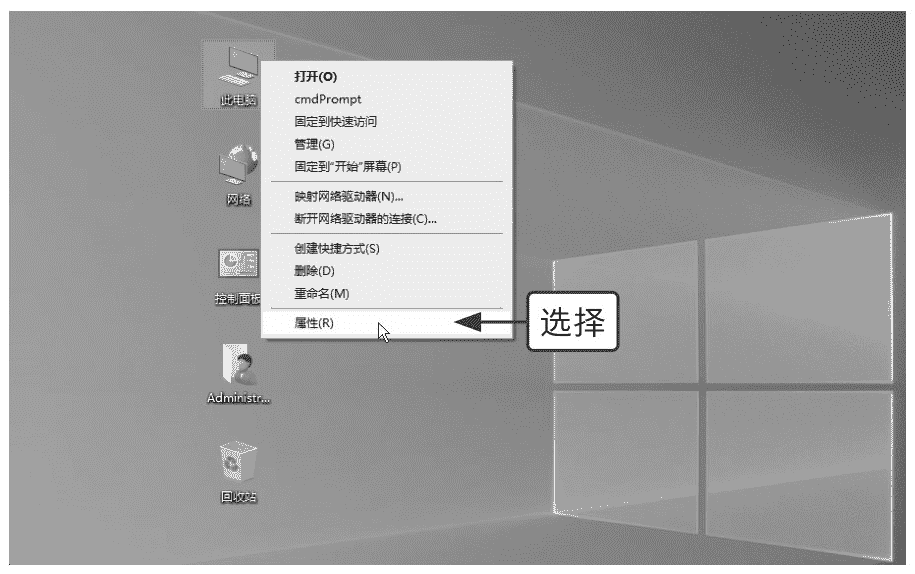 此电脑
打开(O)
cmdPrompt
固定到快速访问
管理(G)
固定到"开始"屏幕(P)
映射网络驱动器(N)...
断开网络驱动器的连接(C)...
创建快捷方式(S)
删除(D)
重命名(M)
属性(R)
选择
网络
控制面板
Administr...
回收站